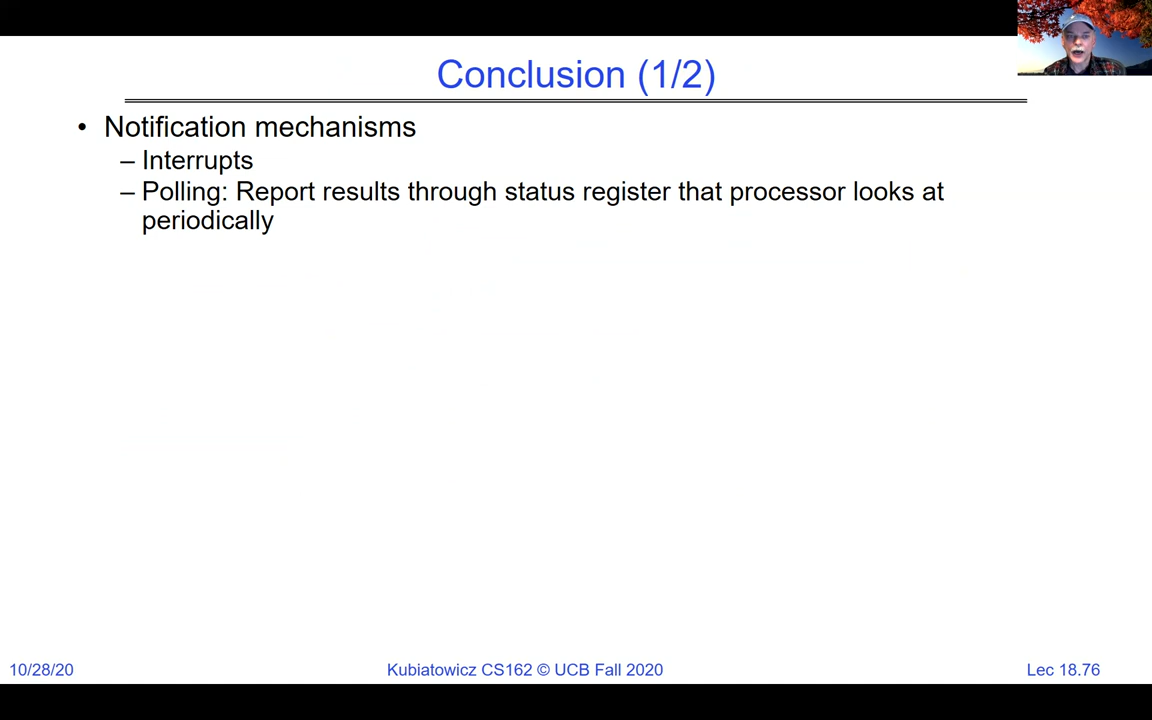 Conclusion (1/2)
• Notification mechanisms
– Interrupts
– Polling: Report results through status register that processor looks at
periodically
10/28/20
Kubiatowicz CS162 © UCB Fall 2020
Lec 18.76